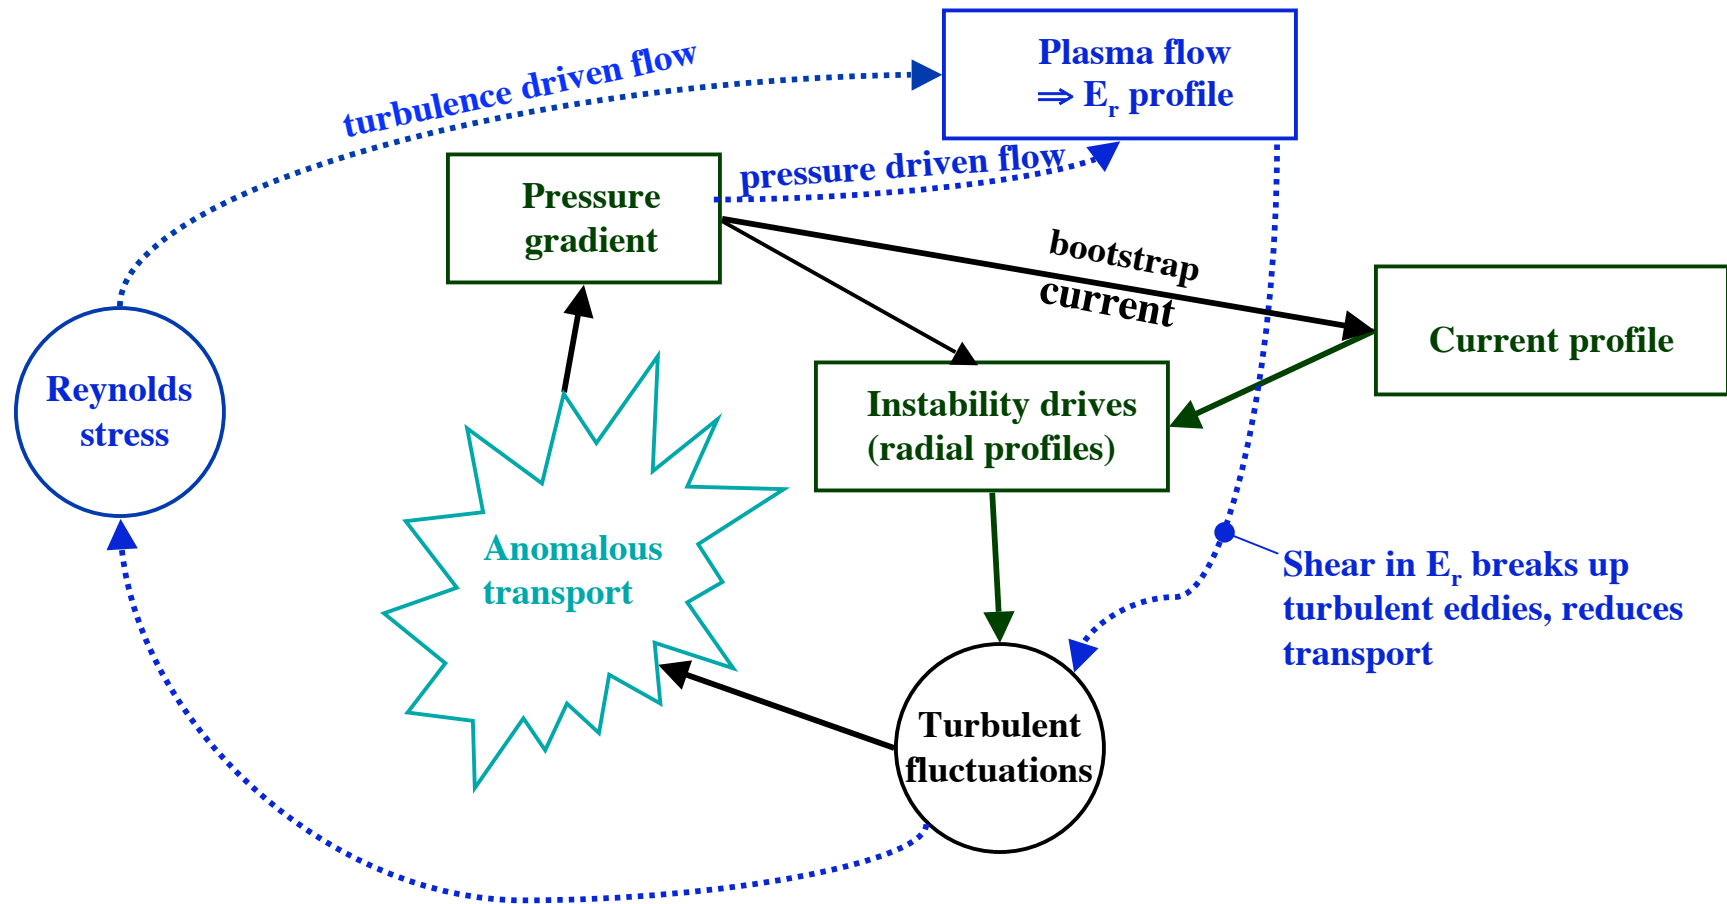 turbulence driven flow
Plasma flow
⇒ Er profile
pressure driven flow
Pressure
gradient
bootstrap
current
Current profile
Reynolds
stress
Instability drives
(radial profiles)
Anomalous
transport
Shear in Er breaks up
turbulent eddies, reduces
transport
Turbulent
fluctuations